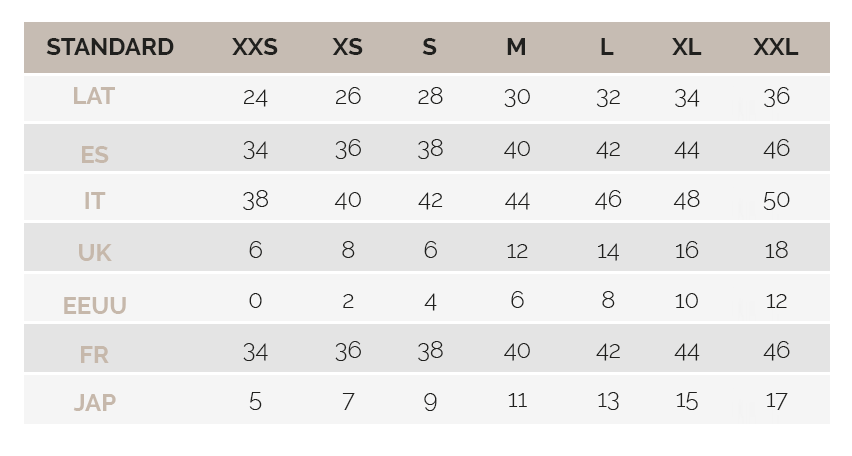 STANDARD XXS XS S M L XL XXL
LAT 24 26 28 30 32 34 36
ES 34 36 38 40 42 44 46
IT 38 40 42 44 46 48 50
UK 6 8 6 12 14 16 18
EEUU 0 2 4 6 8 10 12
FR 34 36 38 40 42 44 46
JAP 5 7 9 11 13 15 17